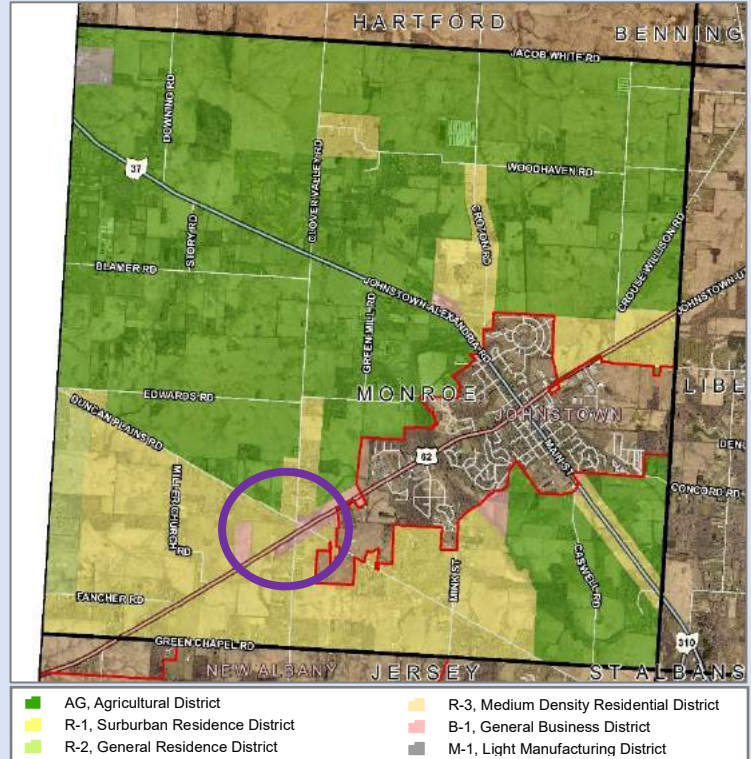 HARTFORD
BENNING
JACOB WHITE RD
DOWNING RD
37
CLOVER VALLEY RD
WOODHAVEN RD
STORY RD
CROTON RD
CROUSE-WILLISON RD
BLAMER RD
JOHNSTOWN-ALEXANDRIA RD
JOHNSTOWN-U
GREEN MILL RD
EDWARDS RD
MONROE
LIBE
JOHNSTOWN
DUNCAN PLAINS RD
62
MAIN ST
DEN
MILLER CHURCH RD
CONCORD RD
CASWELL RD
MINK ST
FANCHER RD
GREEN CHAPEL RD
310
NEW ALBANY
JERSEY
ST ALBANS
AG, Agricultural District
R-1, Surburban Residence District
R-2, General Residence District
R-3, Medium Density Residential District
B-1, General Business District
M-1, Light Manufacturing District